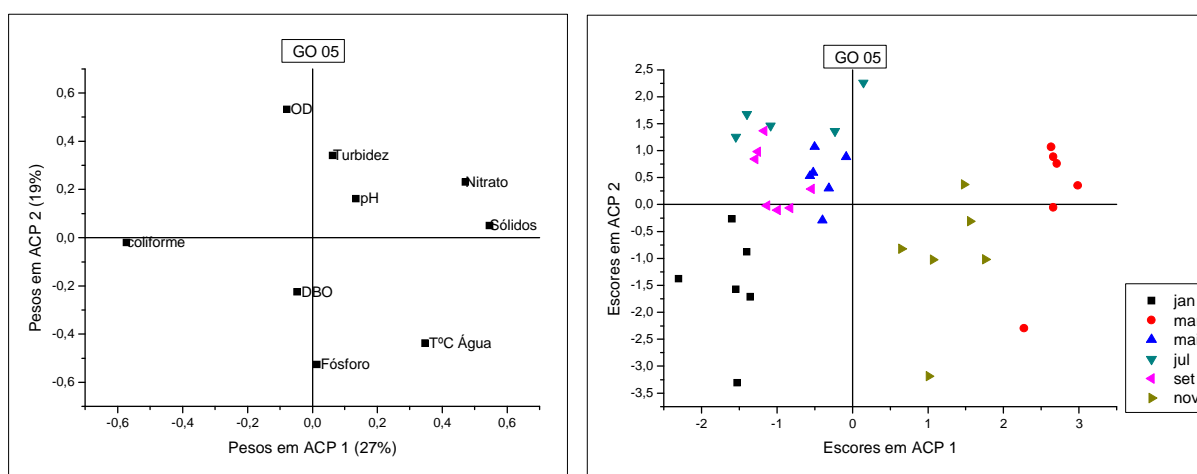 GO 05
0,6
0,4
0,2
0,0
-0,2
-0,4
-0,6
OD
Turbidez
Nitrato
pH
Sólidos
coliforme
DBO
TºC Água
Fósforo
-0,6 -0,4 -0,2 0,0 0,2 0,4 0,6
Pesos em ACP 1 (27%)
Pesos em ACP 2 (19%)
GO 05
2,5
2,0
1,5
1,0
0,5
0,0
-0,5
-1,0
-1,5
-2,0
-2,5
-3,0
-3,5
-2 -1 0 1 2 3
Escores em ACP 1
Escores em ACP 2
jan
mar
mai
jul
set
nov